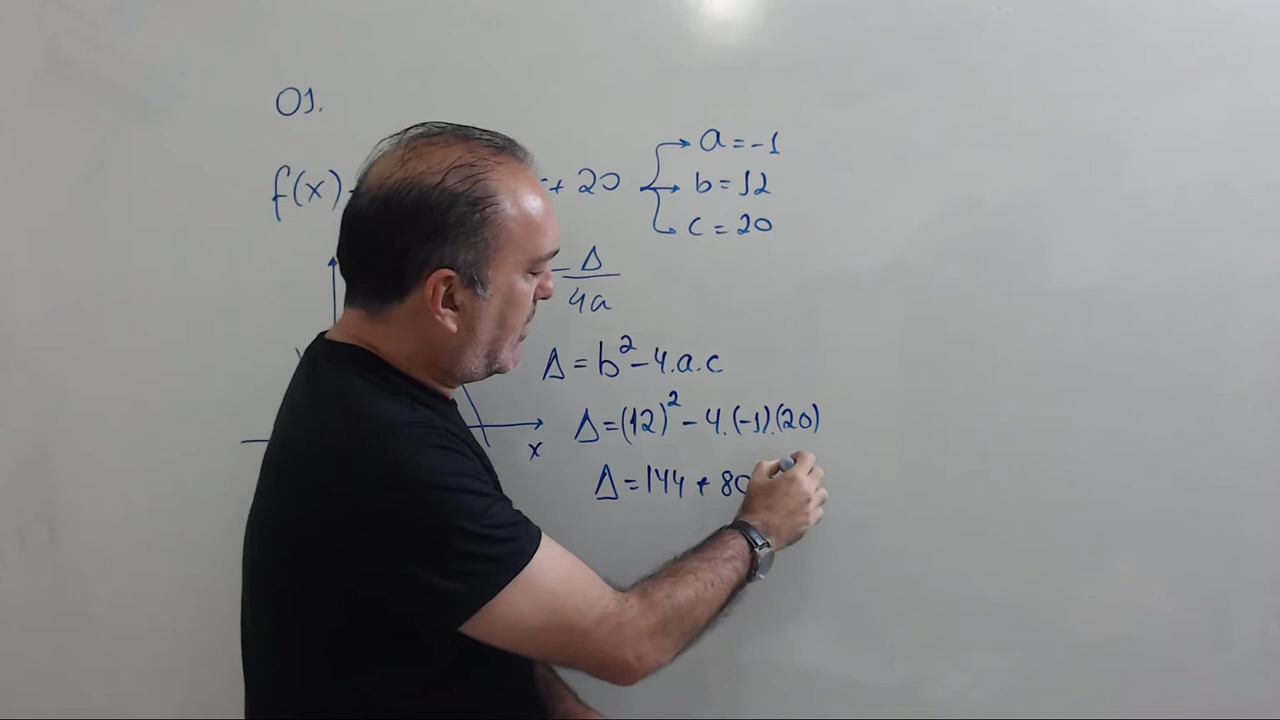 01.
f(x) + 20
a = -1
b = 12
c = 20
- Δ
4a
Δ = b² - 4.a.c
Δ = (12)² - 4.(-1).(20)
x
Δ = 144 + 80